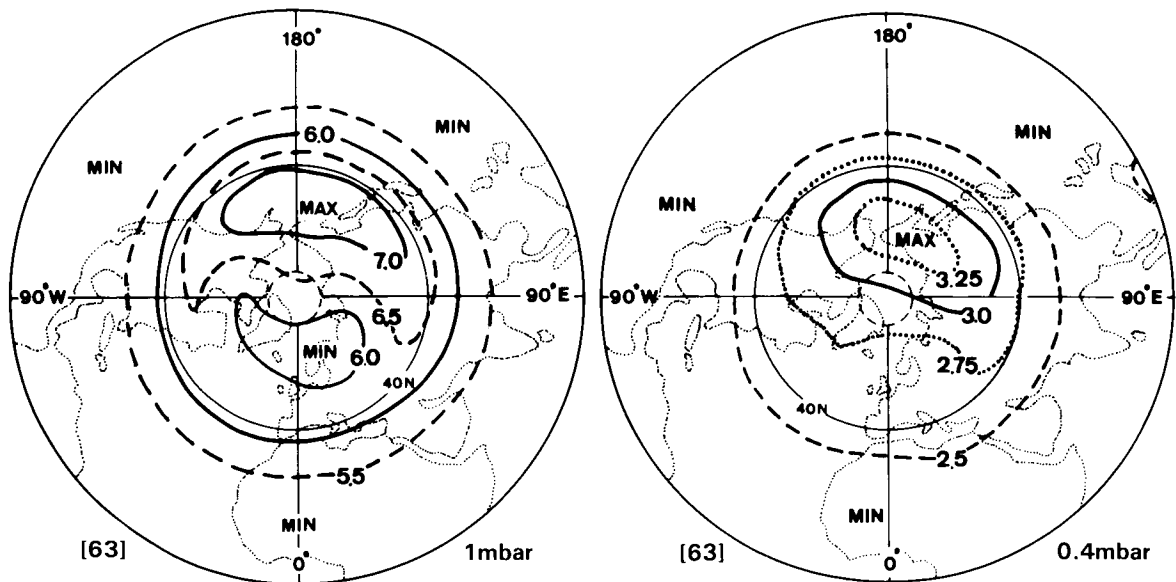 180°
MIN
MIN
6.0
MAX
7.0
90°W
90°E
6.5
MIN
6.0
40N
5.5
MIN
[63]
0°
1mbar
180°
MIN
MIN
MAX
3.25
90°W
90°E
3.0
2.75
40N
2.5
MIN
[63]
0°
0.4mbar